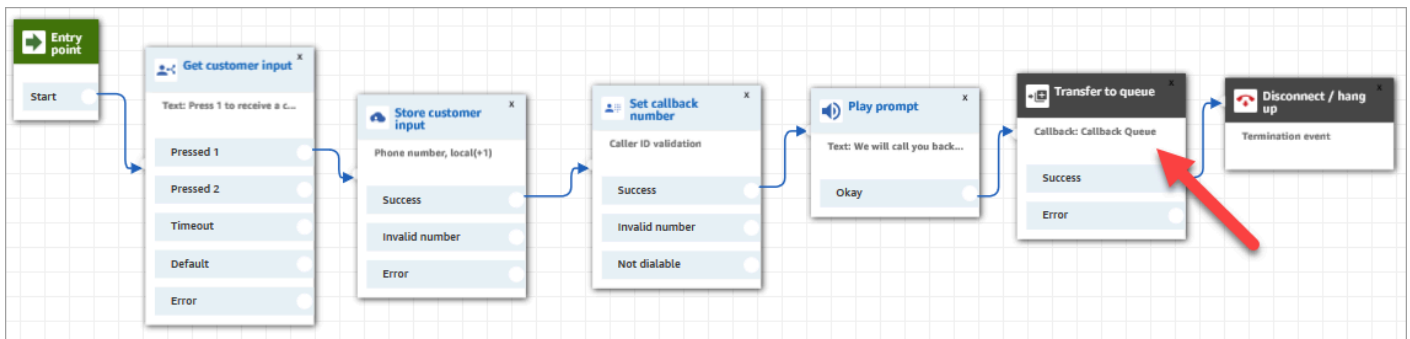 Entry
point
Start
x
Get customer input
Text: Press 1 to receive a c...
Pressed 1
Pressed 2
Timeout
Default
Error
x
Store customer
input
Phone number, local(+1)
Success
Invalid number
Error
x
Set callback
number
Caller ID validation
Success
Invalid number
Not dialable
x
Play prompt
Text: We will call you back...
Okay
x
Transfer to queue
Callback: Callback Queue
Success
Error
x
Disconnect / hang
up
Termination event